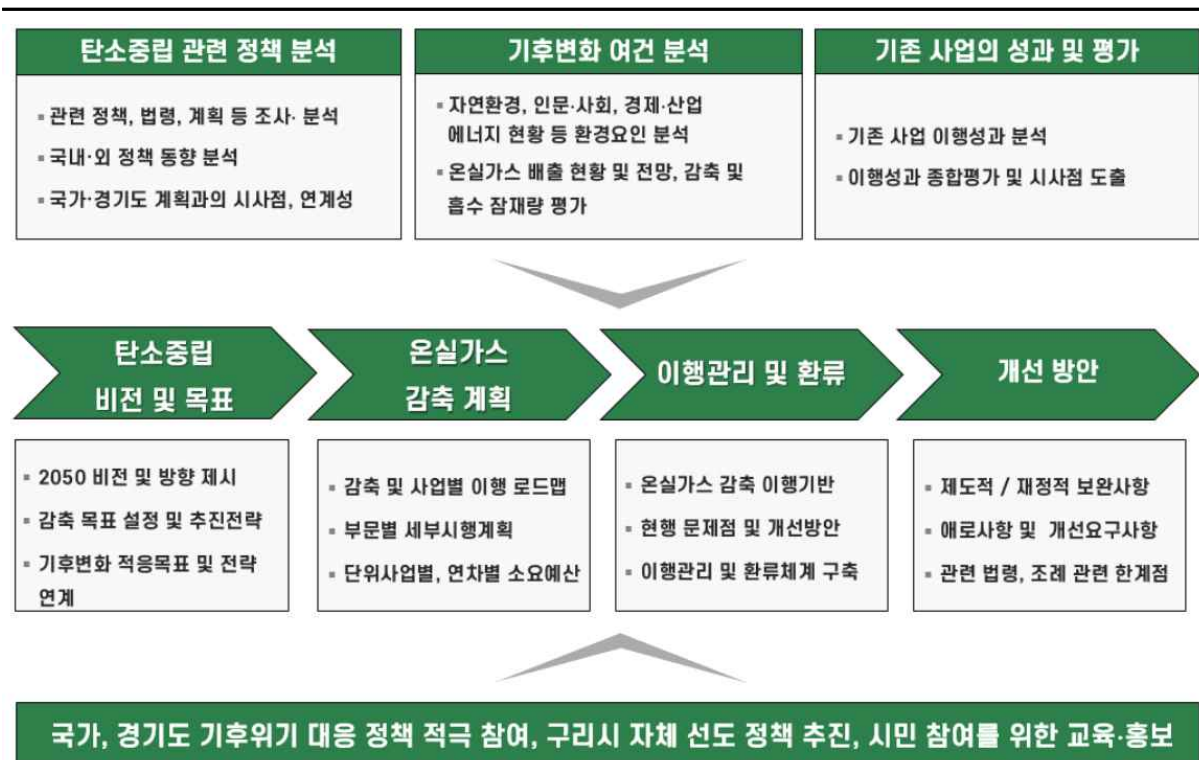 탄소중립 관련 정책 분석
▪ 관련 정책, 법령, 계획 등 조사· 분석
▪ 국내·외 정책 동향 분석
▪ 국가·경기도 계획과의 시사점, 연계성
기후변화 여건 분석
▪ 자연환경, 인문·사회, 경제·산업
에너지 현황 등 환경요인 분석
▪ 온실가스 배출 현황 및 전망, 감축 및
흡수 잠재량 평가
기존 사업의 성과 및 평가
▪ 기존 사업 이행성과 분석
▪ 이행성과 종합평가 및 시사점 도출
탄소중립
비전 및 목표
▪ 2050 비전 및 방향 제시
▪ 감축 목표 설정 및 추진전략
▪ 기후변화 적응목표 및 전략
연계
온실가스
감축 계획
▪ 감축 및 사업별 이행 로드맵
▪ 부문별 세부시행계획
▪ 단위사업별, 연차별 소요예산
이행관리 및 환류
▪ 온실가스 감축 이행기반
▪ 현행 문제점 및 개선방안
▪ 이행관리 및 환류체계 구축
개선 방안
▪ 제도적 / 재정적 보완사항
▪ 애로사항 및 개선요구사항
▪ 관련 법령, 조례 관련 한계점
국가, 경기도 기후위기 대응 정책 적극 참여, 구리시 자체 선도 정책 추진, 시민 참여를 위한 교육·홍보